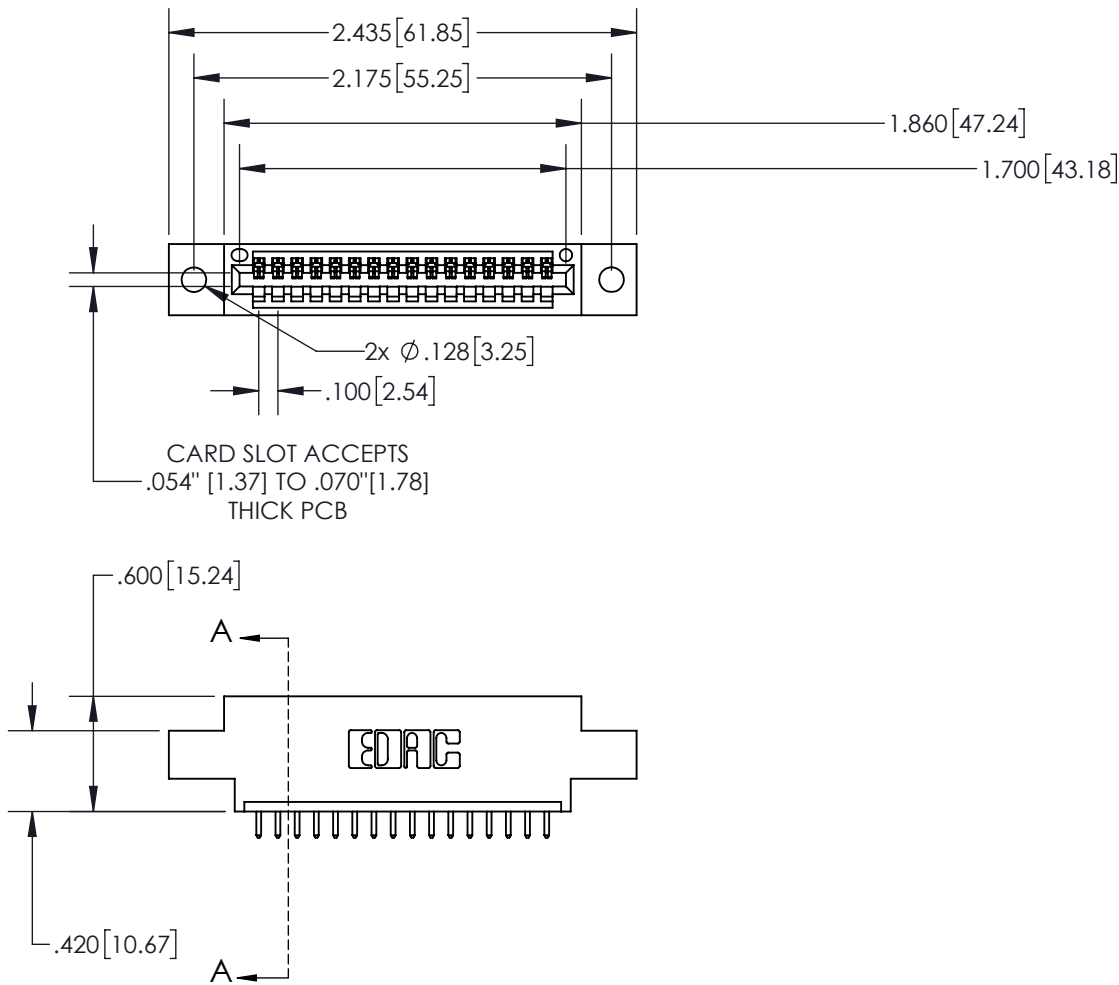 2.435[61.85]
2.175[55.25]
1.860[47.24]
1.700[43.18]
2x Ø.128[3.25]
.100[2.54]
CARD SLOT ACCEPTS
.054" [1.37] TO .070"[1.78]
THICK PCB
.600[15.24]
A
EDAC
.420[10.67]
A